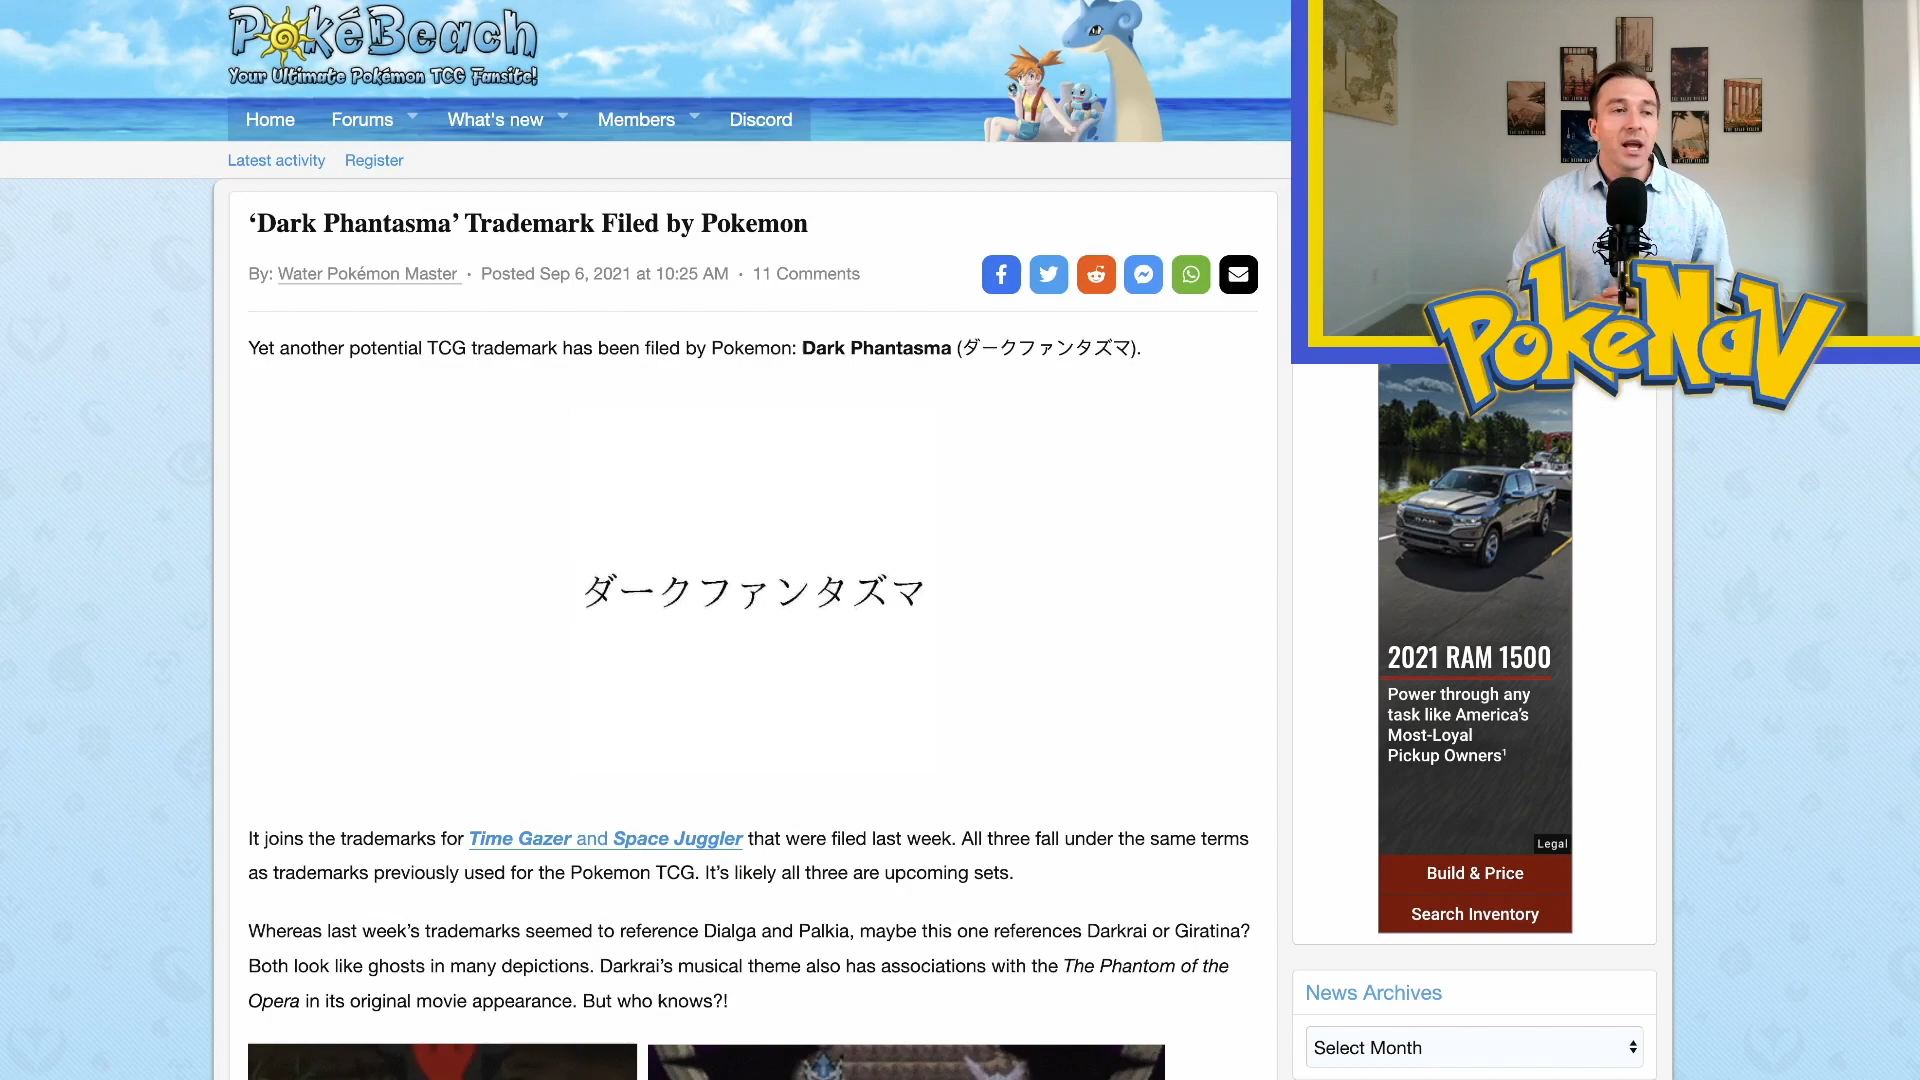 PokéBeach
Your Ultimate Pokémon TCG Fansite!
Home Forums What's new Members Discord
Latest activity Register
‘Dark Phantasma’ Trademark Filed by Pokemon
By: Water Pokémon Master · Posted Sep 6, 2021 at 10:25 AM · 11 Comments
Yet another potential TCG trademark has been filed by Pokemon: Dark Phantasma (ダークファンタズマ).
ダークファンタズマ
It joins the trademarks for Time Gazer and Space Juggler that were filed last week. All three fall under the same terms
as trademarks previously used for the Pokemon TCG. It’s likely all three are upcoming sets.
Whereas last week’s trademarks seemed to reference Dialga and Palkia, maybe this one references Darkrai or Giratina?
Both look like ghosts in many depictions. Darkrai’s musical theme also has associations with the The Phantom of the
Opera in its original movie appearance. But who knows?!
PokeNav
RAM
2021 RAM 1500
Power through any
task like America’s
Most-Loyal
Pickup Owners¹
Legal
Build & Price
Search Inventory
News Archives
Select Month